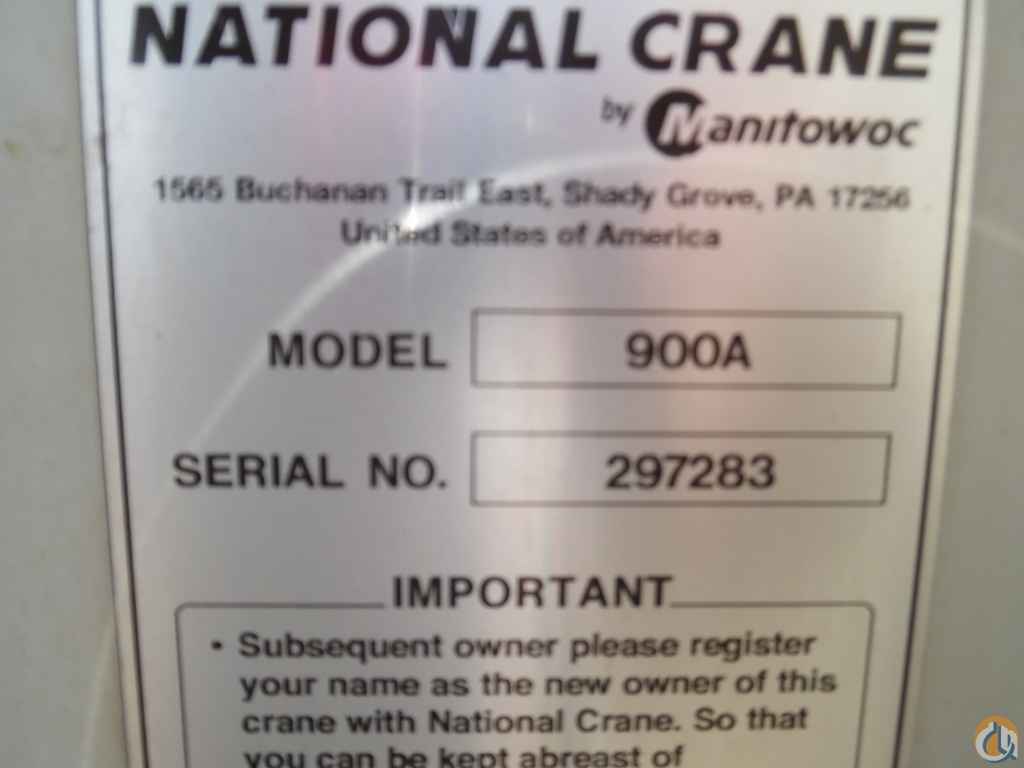 NATIONAL CRANE
by Manitowoc
1565 Buchanan Trail East, Shady Grove, PA 17256
United States of America
MODEL 900A
SERIAL NO. 297283
IMPORTANT
• Subsequent owner please register
your name as the new owner of this
crane with National Crane. So that
you can be kept abreast of